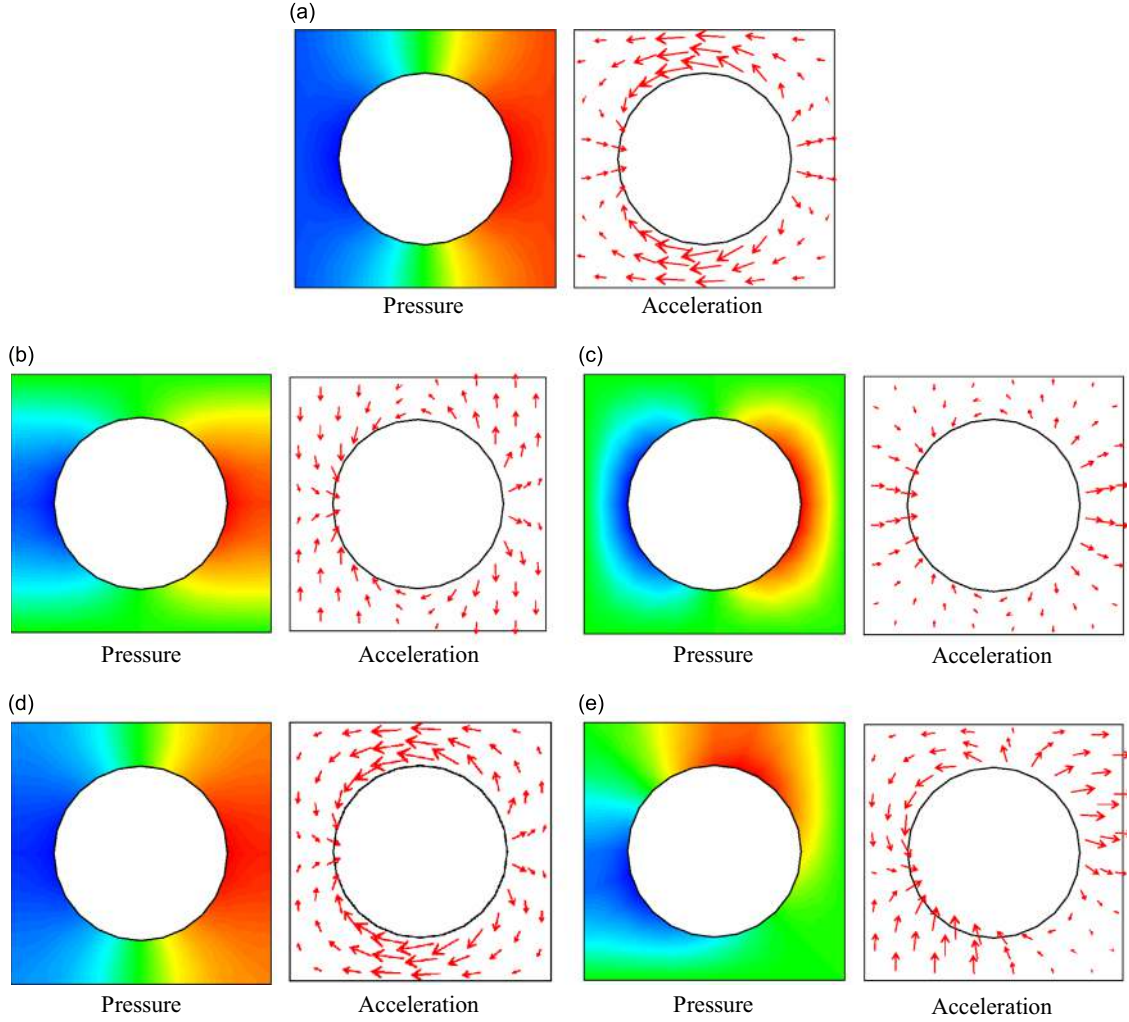 (a)
Pressure Acceleration
(b) (c)
Pressure Acceleration Pressure Acceleration
(d) (e)
Pressure Acceleration Pressure Acceleration